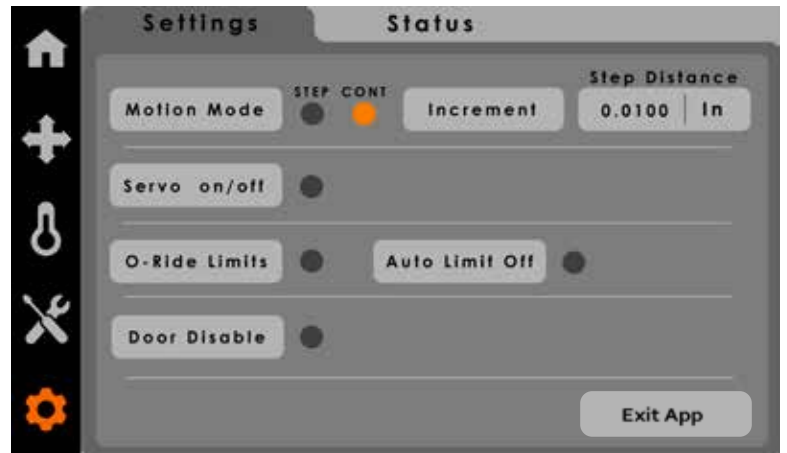 Settings Status
Step Distance
STEP CONT
Motion Mode Increment 0.0100 In
Servo on/off
O-Ride Limits Auto Limit Off
Door Disable
Exit App